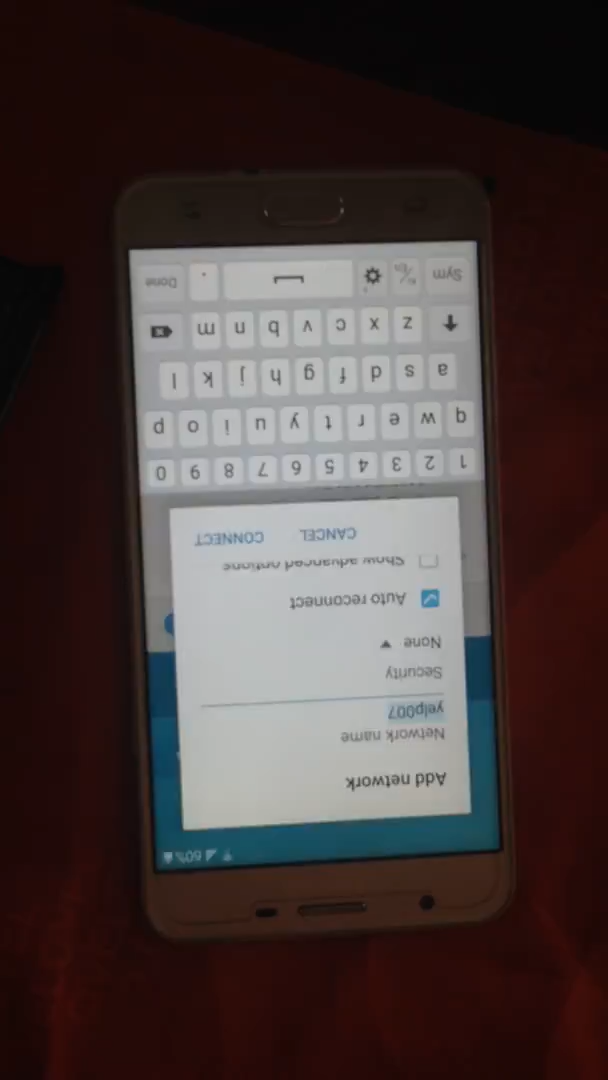 60%
Add network
Network name
yelp007
Security
None
Auto reconnect
Show advanced options
CANCEL CONNECT
1 2 3 4 5 6 7 8 9 0
q w e r t y u i o p
a s d f g h j k l
z x c v b n m
Sym . Done